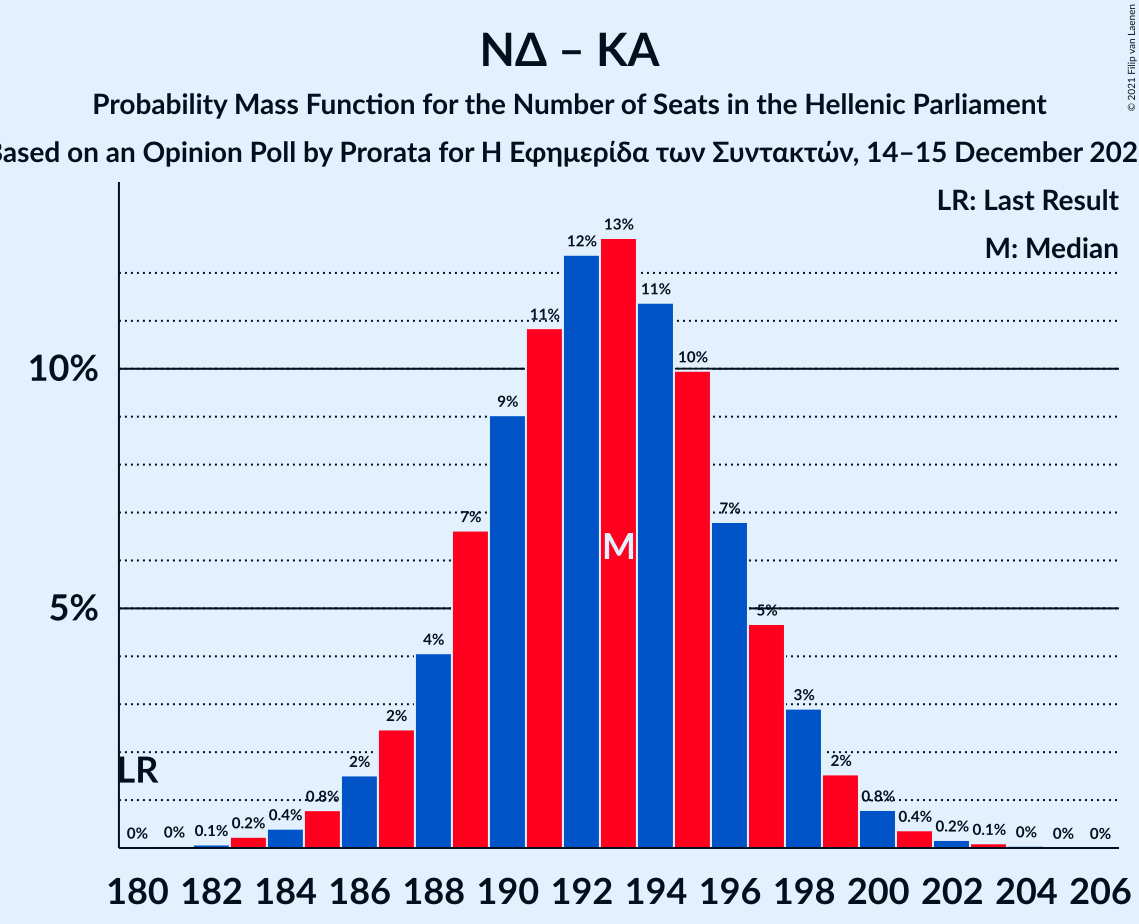 ΝΔ – ΚΑ
Probability Mass Function for the Number of Seats in the Hellenic Parliament
Based on an Opinion Poll by Prorata for Η Εφημερίδα των Συντακτών, 14–15 December 202
© 2021 Filip van Laenen
LR: Last Result
M: Median
13%
12%
11%
11%
10%
10%
9%
7%
7%
M
5%
5%
4%
3%
2%
2%
2%
LR
0.8%
0.8%
0.4%
0.4%
0.2%
0.2%
0% 0% 0.1%
0.1% 0% 0% 0%
180 182 184 186 188 190 192 194 196 198 200 202 204 206